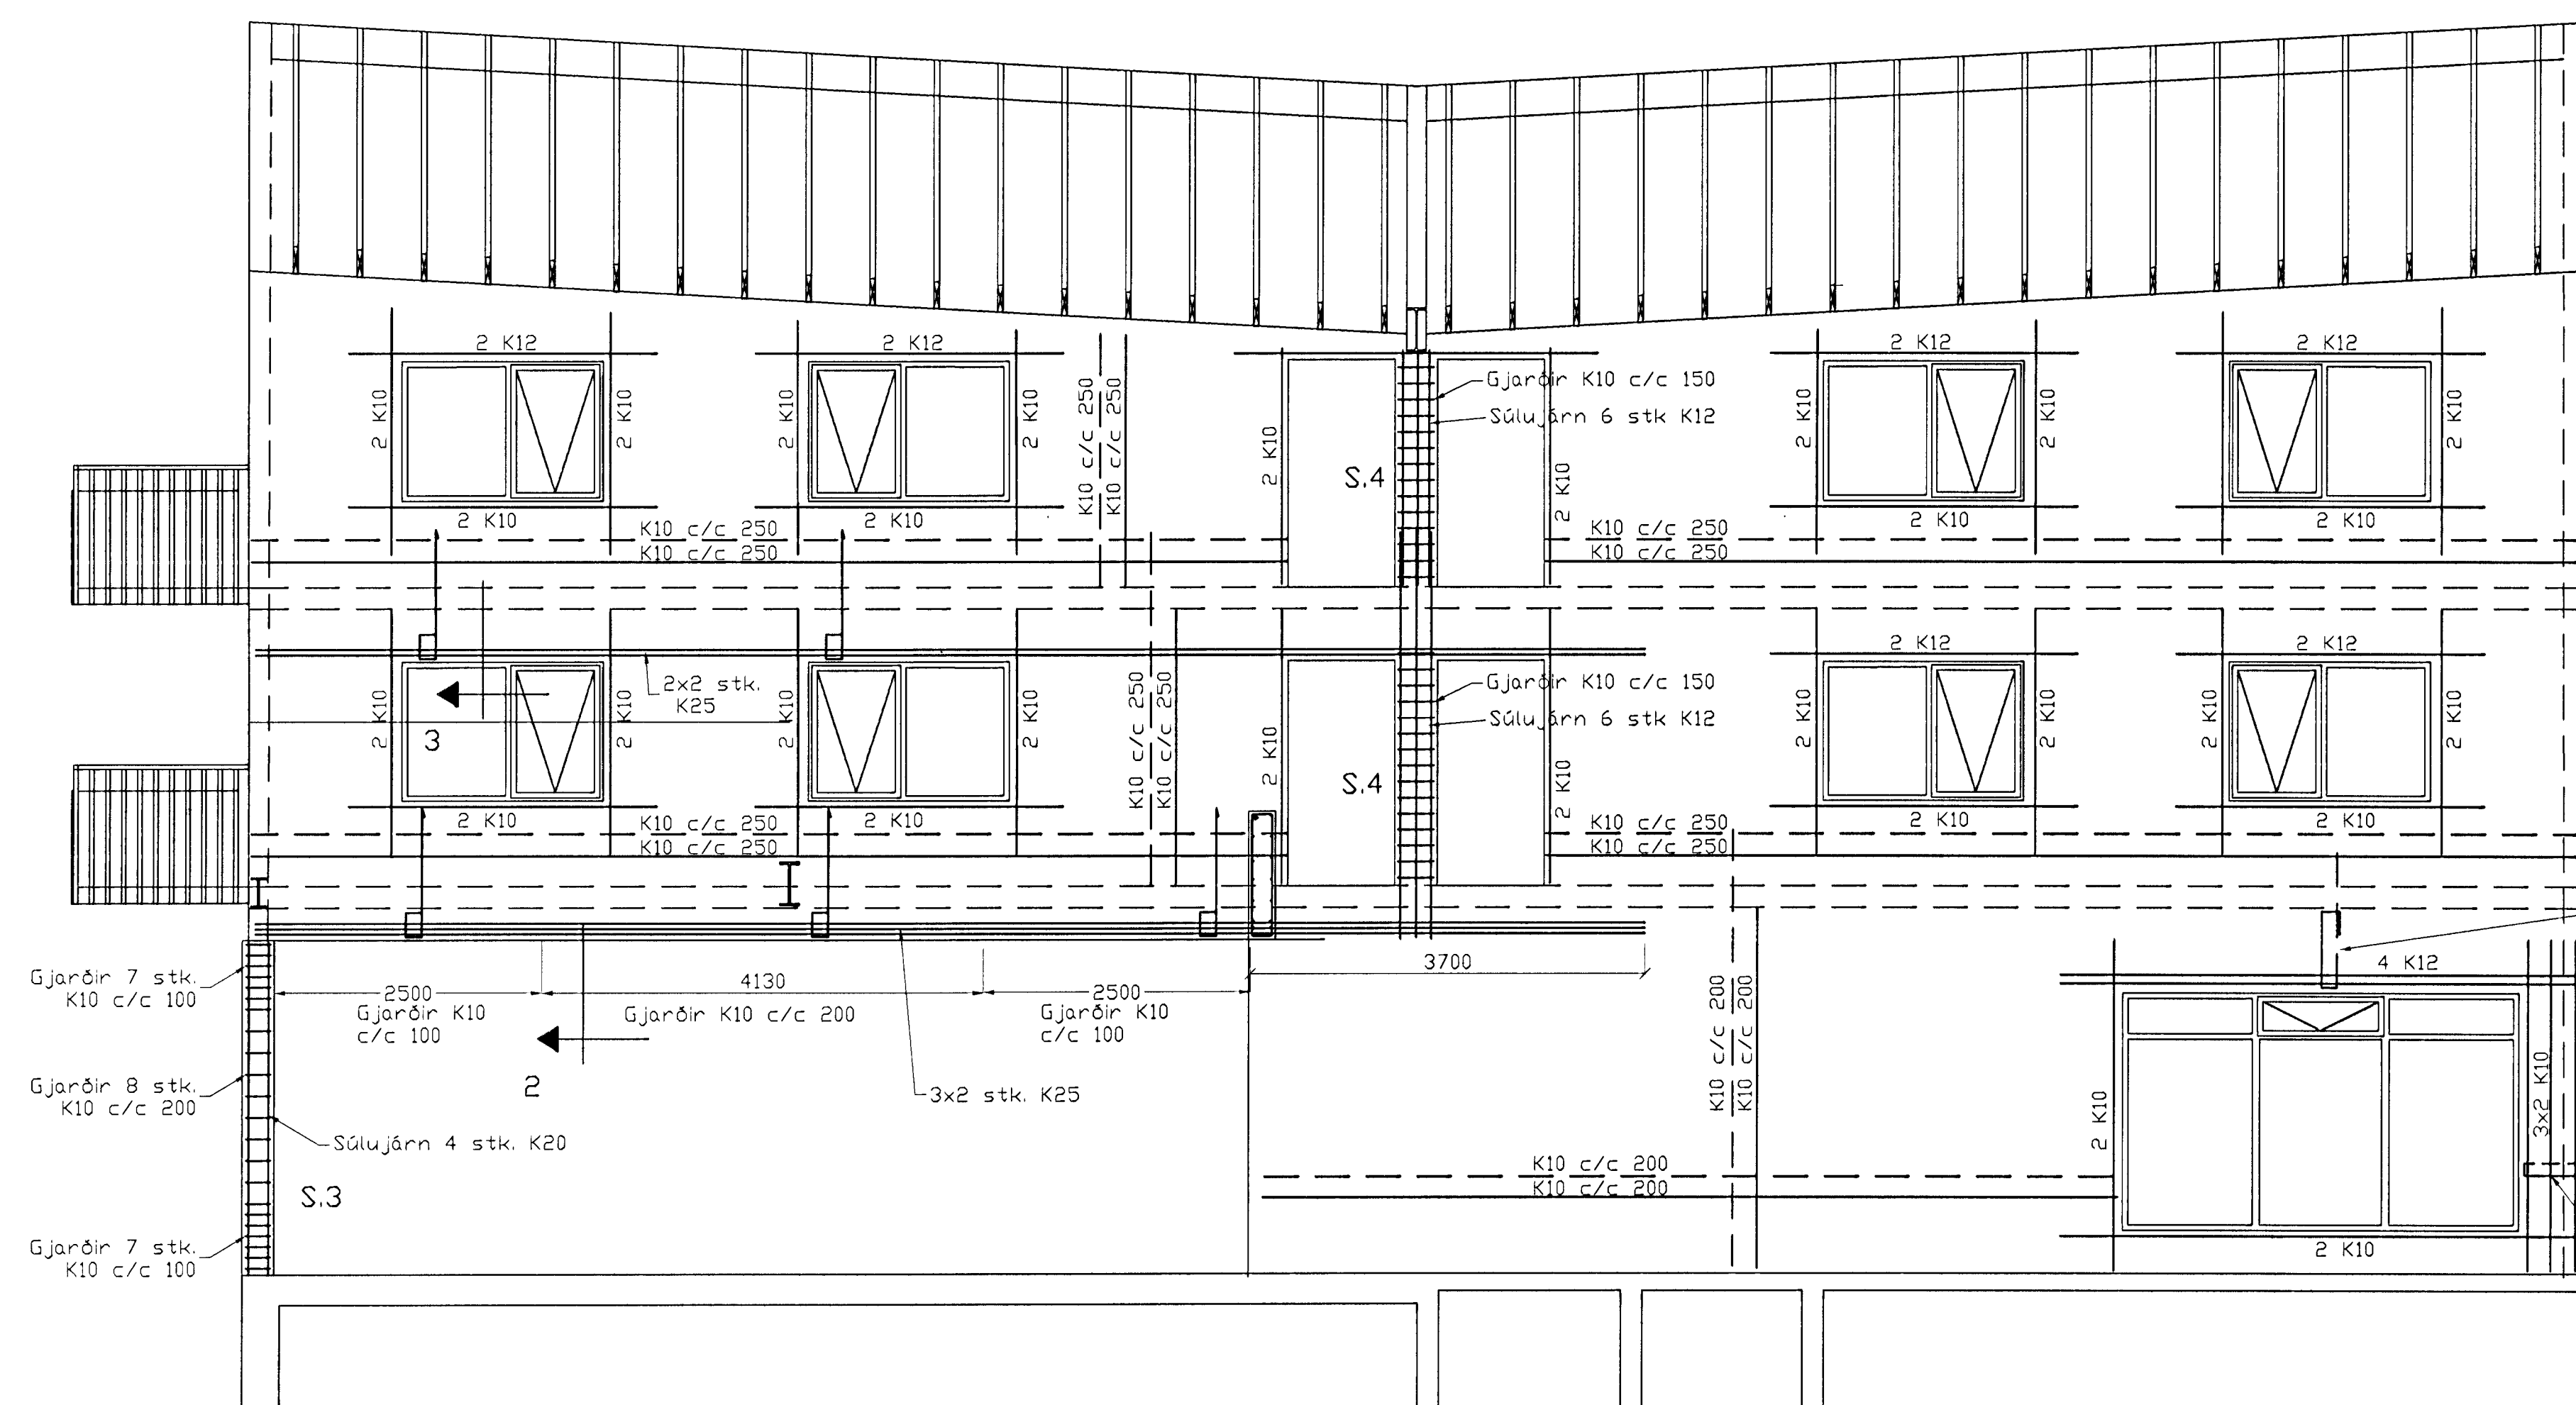 2 K12
2 K12
2 K12
2 K12
2 K10
2 K10
2 K10
2 K10
K10 c/c 250
K10 c/c 250
2 K10
S.4
Gjarðir K10 c/c 150
Súlujárn 6 stk K12
2 K10
2 K10
2 K10
2 K10
2 K10
2 K10
2 K10
K10 c/c 250
K10 c/c 250
2 K10
K10 c/c 250
K10 c/c 250
2 K10
2 K10
2 K12
2 K12
2x2 stk.
K25
2 K10
2 K10
2 K10
2 K10
3
K10 c/c 250
K10 c/c 250
2 K10
S.4
Gjarðir K10 c/c 150
Súlujárn 6 stk K12
2 K10
2 K10
2 K10
2 K10
2 K10
2 K10
K10 c/c 250
K10 c/c 250
2 K10
K10 c/c 250
K10 c/c 250
2 K10
2 K10
Gjarðir 7 stk.
K10 c/c 100
2500
Gjarðir K10
c/c 100
4130
Gjarðir K10 c/c 200
2500
Gjarðir K10
c/c 100
3700
4 K12
2
3x2 stk. K25
K10 c/c 200
K10 c/c 200
2 K10
3x2 K10
Gjarðir 8 stk.
K10 c/c 200
Súlujárn 4 stk. K20
S.3
K10 c/c 200
K10 c/c 200
Gjarðir 7 stk.
K10 c/c 100
2 K10